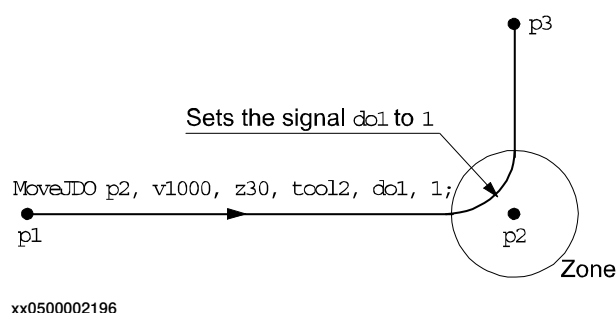 p3
Sets the signal do1 to 1
MoveJDO p2, v1000, z30, tool2, do1, 1;
p1
p2
Zone
xx0500002196